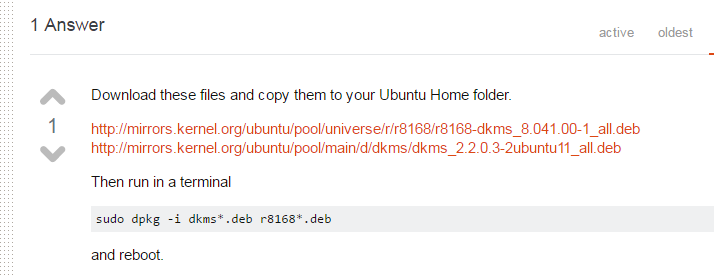 1 Answer
active oldest
Download these files and copy them to your Ubuntu Home folder.
1
http://mirrors.kernel.org/ubuntu/pool/universe/r/r8168/r8168-dkms_8.041.00-1_all.deb
http://mirrors.kernel.org/ubuntu/pool/main/d/dkms/dkms_2.2.0.3-2ubuntu11_all.deb
Then run in a terminal
sudo dpkg -i dkms*.deb r8168*.deb
and reboot.